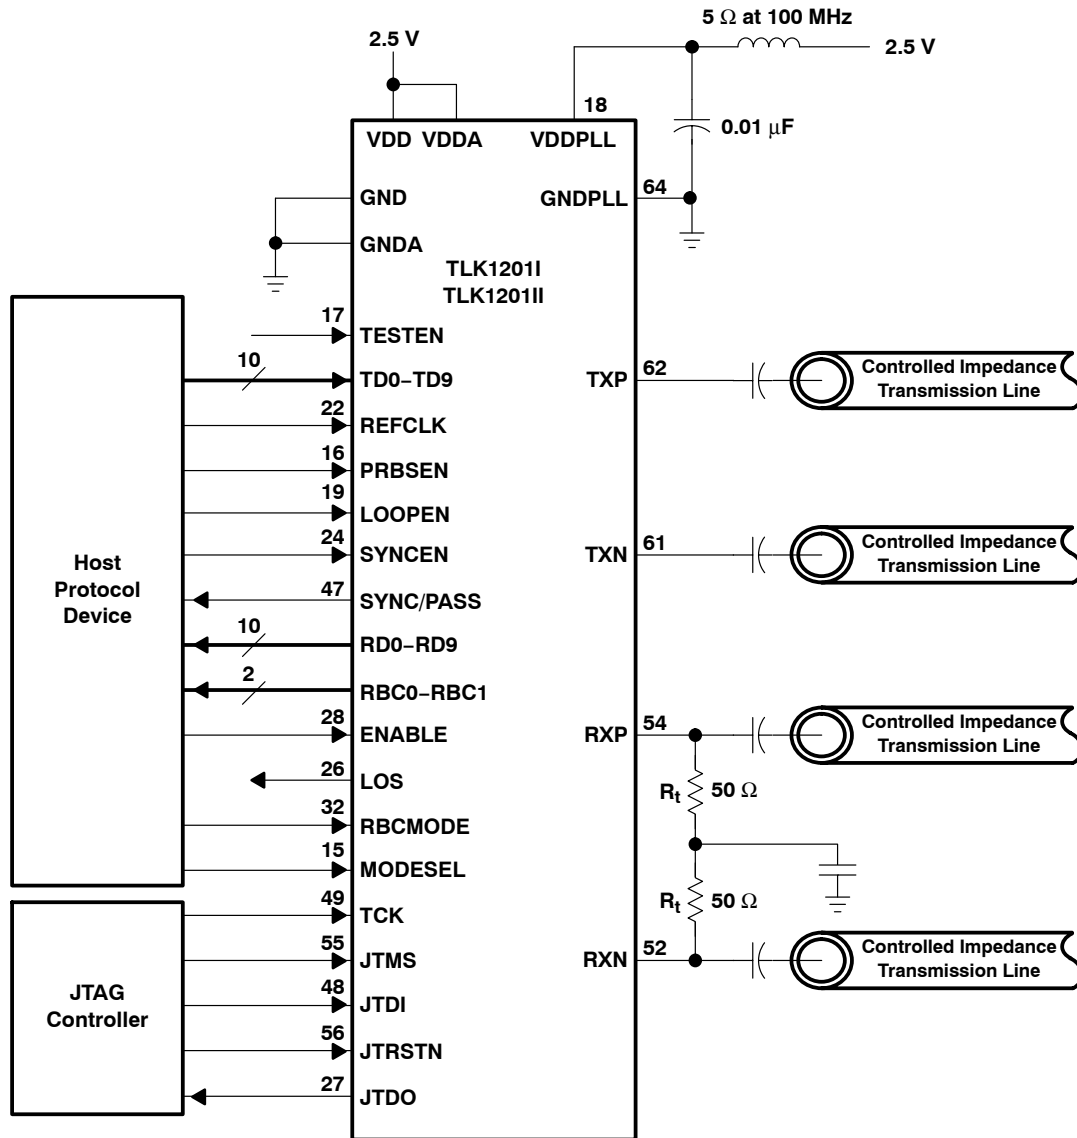 5 Ω at 100 MHz
2.5 V
2.5 V
18
VDD VDDA VDDPLL
0.01 μF
GND
GNDPLL
64
GNDA
TLK1201I
TLK1201II
17
TESTEN
10
TD0–TD9
TXP
62
Controlled Impedance
Transmission Line
22
REFCLK
16
PRBSEN
19
LOOPEN
24
SYNCEN
TXN
61
Controlled Impedance
Transmission Line
Host
Protocol
Device
47
SYNC/PASS
10
RD0–RD9
2
RBC0–RBC1
28
ENABLE
RXP
54
Controlled Impedance
Transmission Line
26
LOS
Rt
50 Ω
32
RBCMODE
15
MODESEL
49
TCK
Rt
50 Ω
55
JTMS
RXN
52
Controlled Impedance
Transmission Line
JTAG
Controller
48
JTDI
56
JTRSTN
27
JTDO